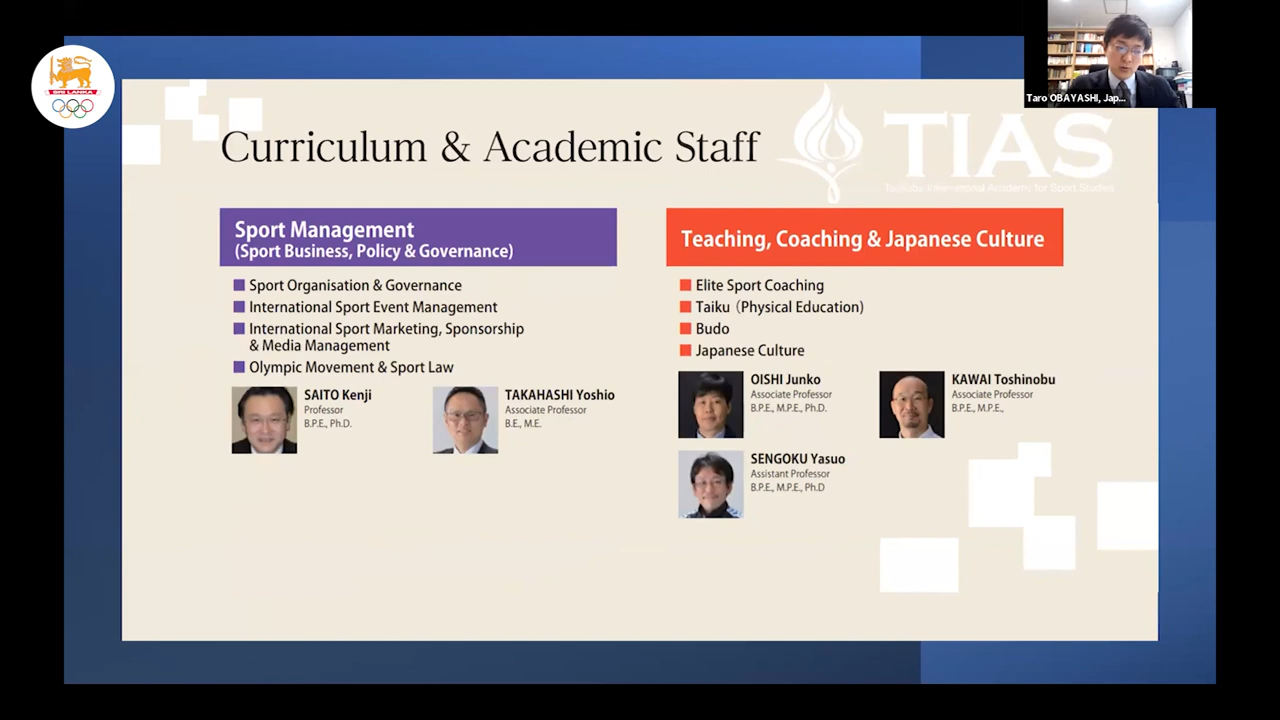 SRI LANKA
Taro OBAYASHI, Jap...
Curriculum & Academic Staff
TIAS
Tsukuba International Academy for Sport Studies
Sport Management
(Sport Business, Policy & Governance)
Sport Organisation & Governance
International Sport Event Management
International Sport Marketing, Sponsorship
& Media Management
Olympic Movement & Sport Law
SAITO Kenji
Professor
B.P.E., Ph.D.
TAKAHASHI Yoshio
Associate Professor
B.E., M.E.
Teaching, Coaching & Japanese Culture
Elite Sport Coaching
Taiku (Physical Education)
Budo
Japanese Culture
OISHI Junko
Associate Professor
B.P.E., M.P.E., Ph.D.
KAWAI Toshinobu
Associate Professor
B.P.E., M.P.E.,
SENGOKU Yasuo
Assistant Professor
B.P.E., M.P.E., Ph.D